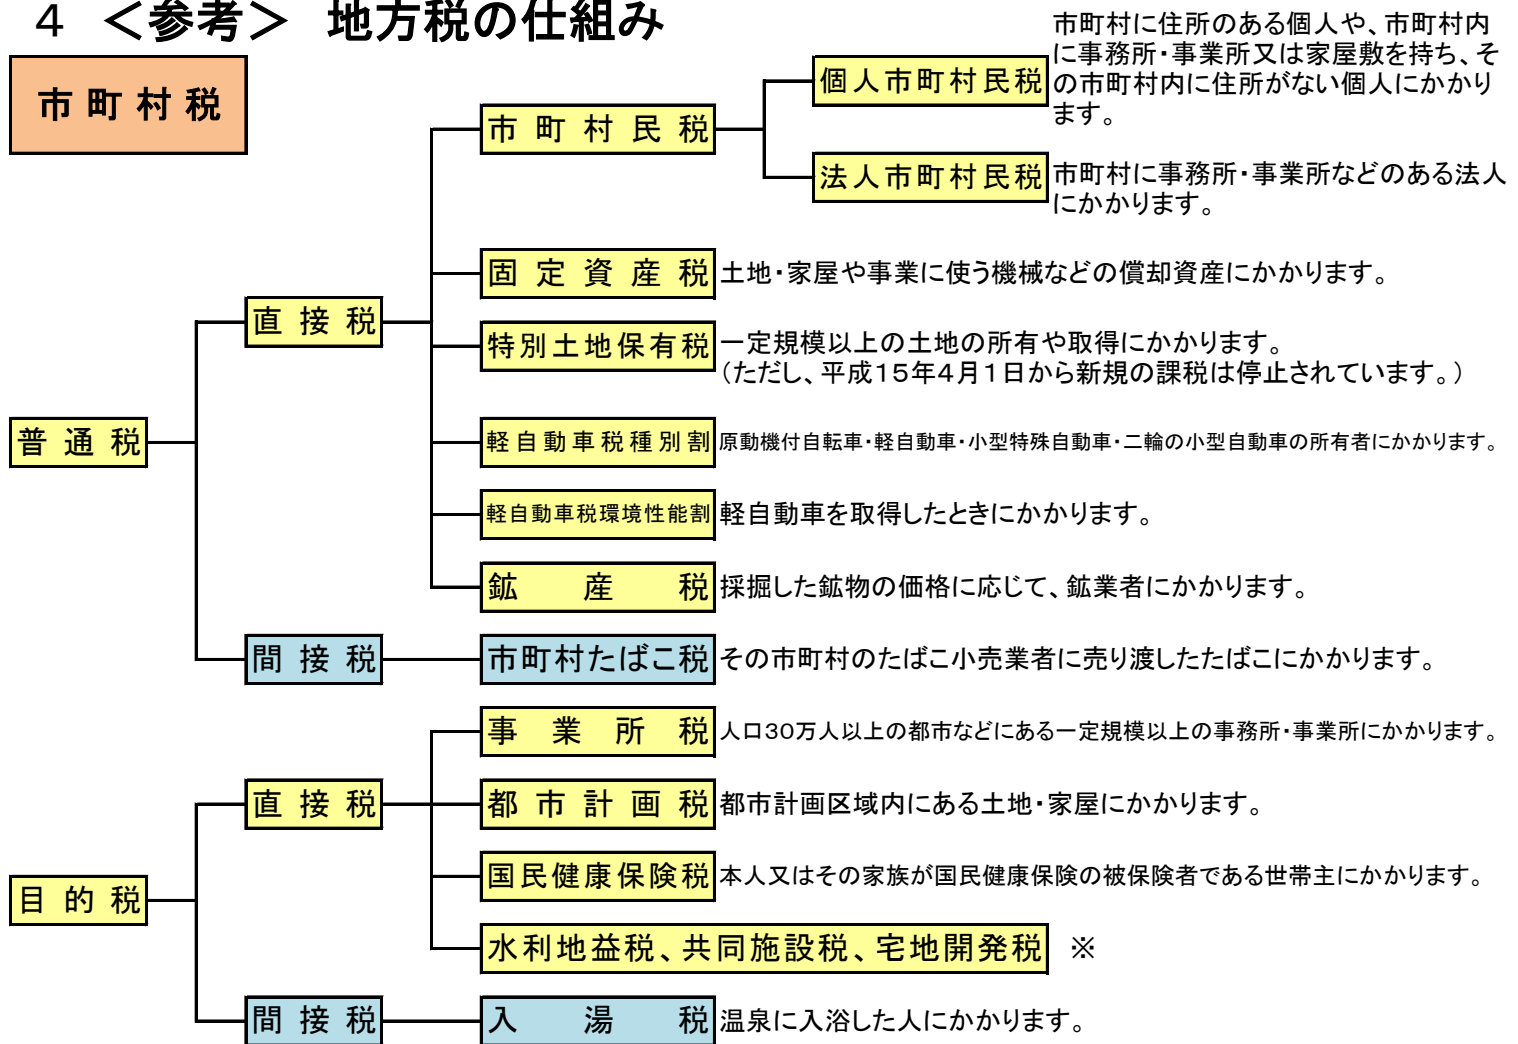 4 <参考> 地方税の仕組み
市町村税
普通税
直接税
市町村民税
個人市町村民税
市町村に住所のある個人や、市町村内
に事務所・事業所又は家屋敷を持ち、そ
の市町村内に住所がない個人にかかり
ます。
法人市町村民税
市町村に事務所・事業所などのある法人
にかかります。
固定資産税
土地・家屋や事業に使う機械などの償却資産にかかります。
特別土地保有税
一定規模以上の土地の所有や取得にかかります。
(ただし、平成15年4月1日から新規の課税は停止されています。)
軽自動車税種別割
原動機付自転車・軽自動車・小型特殊自動車・二輪の小型自動車の所有者にかかります。
軽自動車税環境性能割
軽自動車を取得したときにかかります。
鉱産税
採掘した鉱物の価格に応じて、鉱業者にかかります。
間接税
市町村たばこ税
その市町村のたばこ小売業者に売り渡したたばこにかかります。
目的税
直接税
事業所税
人口30万人以上の都市などにある一定規模以上の事務所・事業所にかかります。
都市計画税
都市計画区域内にある土地・家屋にかかります。
国民健康保険税
本人又はその家族が国民健康保険の被保険者である世帯主にかかります。
水利地益税、共同施設税、宅地開発税 ※
間接税
入湯税
温泉に入浴した人にかかります。